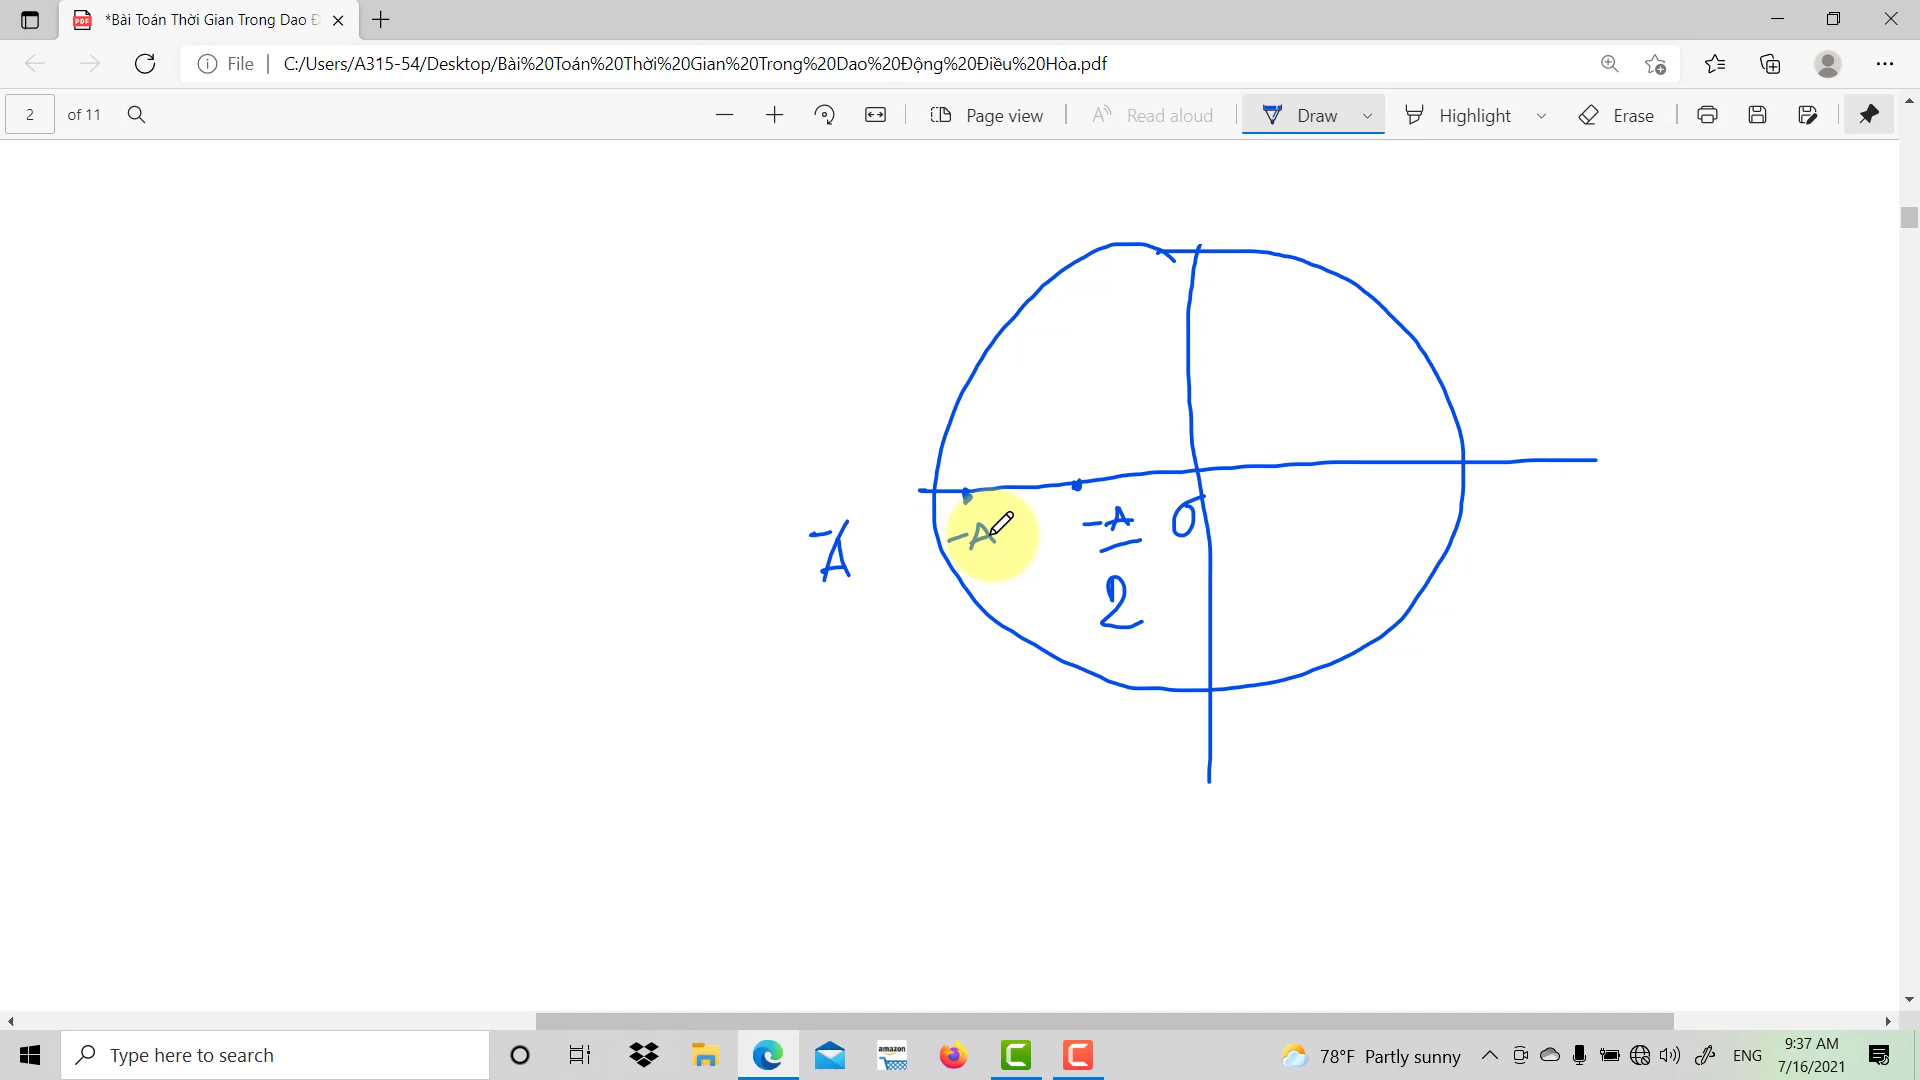 *Bài Toán Thời Gian Trong Dao Đ
File
C:/Users/A315-54/Desktop/Bài%20Toán%20Thời%20Gian%20Trong%20Dao%20Động%20Điều%20Hòa.pdf
2 of 11
Page view
Read aloud
Draw
Highlight
Erase
-A
-A
-A
2
O
Type here to search
amazon
78°F Partly sunny
ENG
9:37 AM
7/16/2021